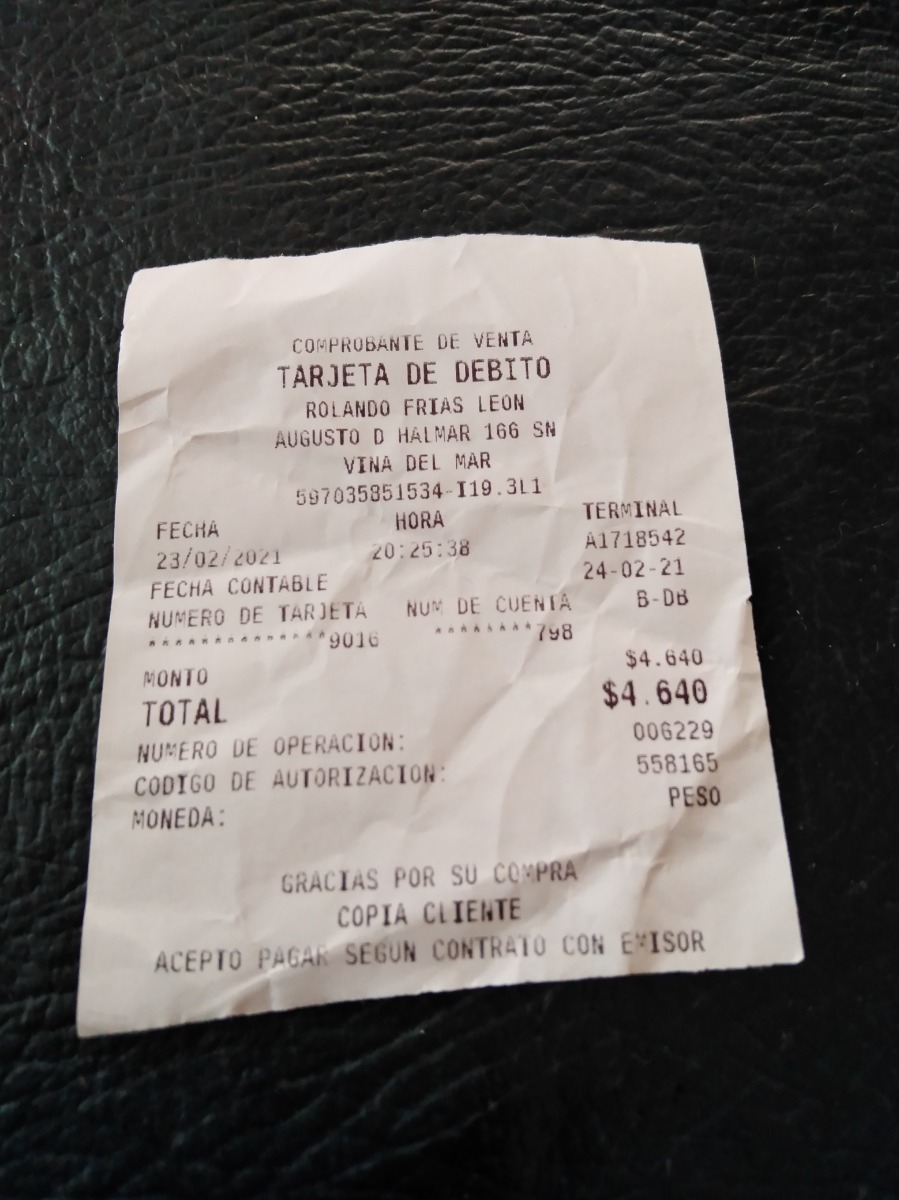 COMPROBANTE DE VENTA
TARJETA DE DEBITO
ROLANDO FRIAS LEON
AUGUSTO D HALMAR 166 SN
VINA DEL MAR
597035851534-I19.3L1
FECHA HORA TERMINAL
23/02/2021 20:25:38 A1718542
FECHA CONTABLE 24-02-21
NUMERO DE TARJETA NUM DE CUENTA B-DB
**************9016 ********798
MONTO $4.640
TOTAL $4.640
NUMERO DE OPERACION: 006229
CODIGO DE AUTORIZACION: 558165
MONEDA: PESO
GRACIAS POR SU COMPRA
COPIA CLIENTE
ACEPTO PAGAR SEGUN CONTRATO CON EMISOR